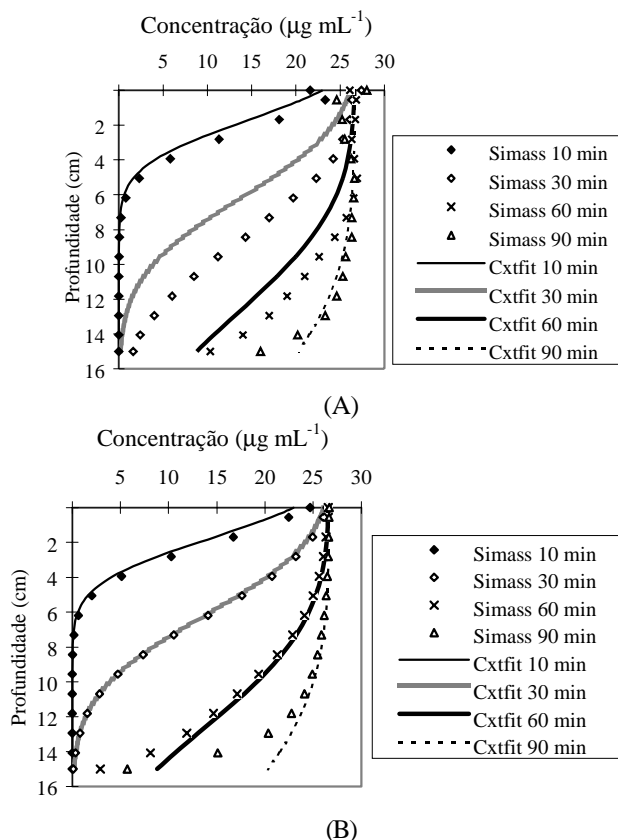 Concentração (µg mL-1)
5 10 15 20 25 30
Profundidade (cm)
2
4
6
8
10
12
14
16
Simass 10 min
Simass 30 min
Simass 60 min
Simass 90 min
Cxtfit 10 min
Cxtfit 30 min
Cxtfit 60 min
Cxtfit 90 min
(A)
Concentração (µg mL-1)
5 10 15 20 25 30
Profundidade (cm)
2
4
6
8
10
12
14
16
Simass 10 min
Simass 30 min
Simass 60 min
Simass 90 min
Cxtfit 10 min
Cxtfit 30 min
Cxtfit 60 min
Cxtfit 90 min
(B)